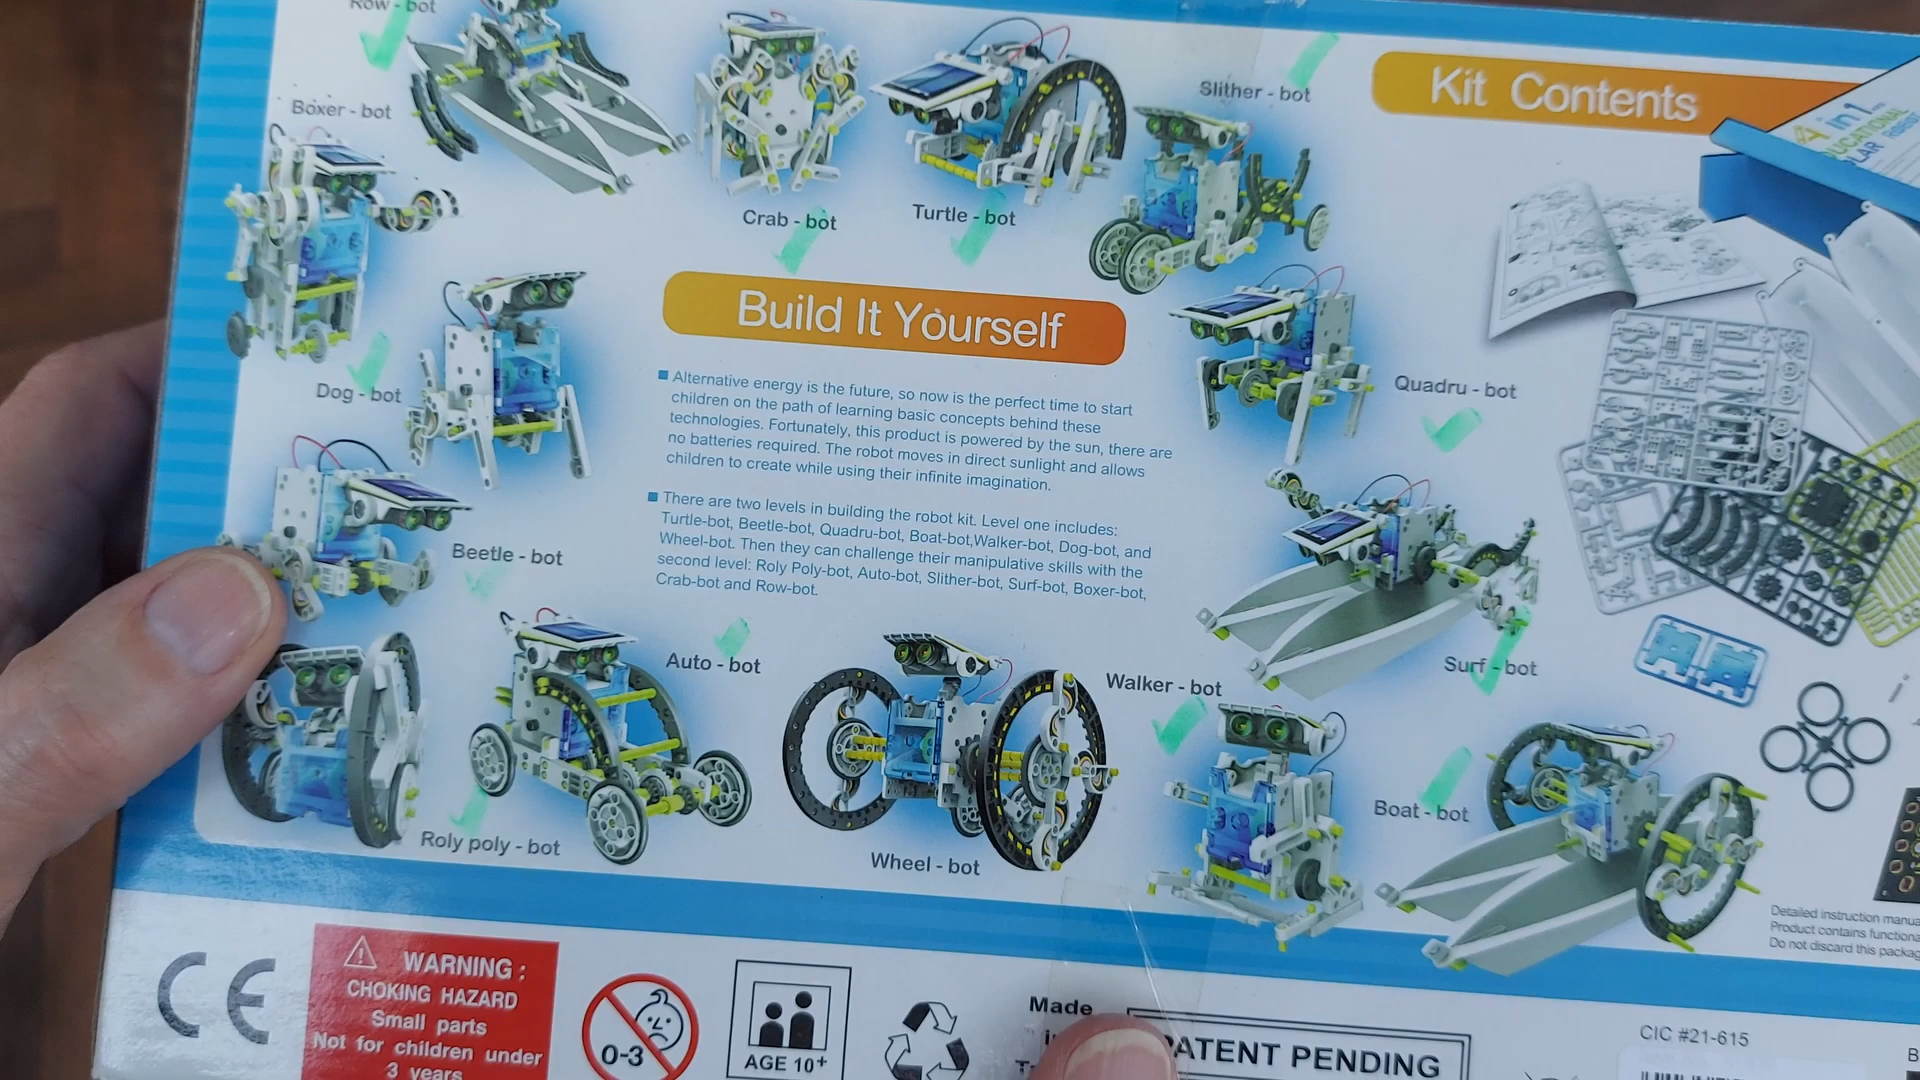 Row - bot
Boxer - bot
Crab - bot
Turtle - bot
Slither - bot
Kit Contents
Dog - bot
Build It Yourself
Alternative energy is the future, so now is the perfect time to start
children on the path of learning basic concepts behind these
technologies. Fortunately, this product is powered by the sun, there are
no batteries required. The robot moves in direct sunlight and allows
children to create while using their infinite imagination.
There are two levels in building the robot kit. Level one includes:
Turtle-bot, Beetle-bot, Quadru-bot, Boat-bot,Walker-bot, Dog-bot, and
Wheel-bot. Then they can challenge their manipulative skills with the
second level: Roly Poly-bot, Auto-bot, Slither-bot, Surf-bot, Boxer-bot,
Crab-bot and Row-bot.
Quadru - bot
Beetle - bot
Auto - bot
Walker - bot
Surf - bot
Roly poly - bot
Wheel - bot
Boat - bot
in 1
Detailed instruction
Product contains
Do not discard this
CE
WARNING :
CHOKING HAZARD
Small parts
Not for children under
3 years
0-3
AGE 10+
Made
PATENT PENDING
CIC #21-615